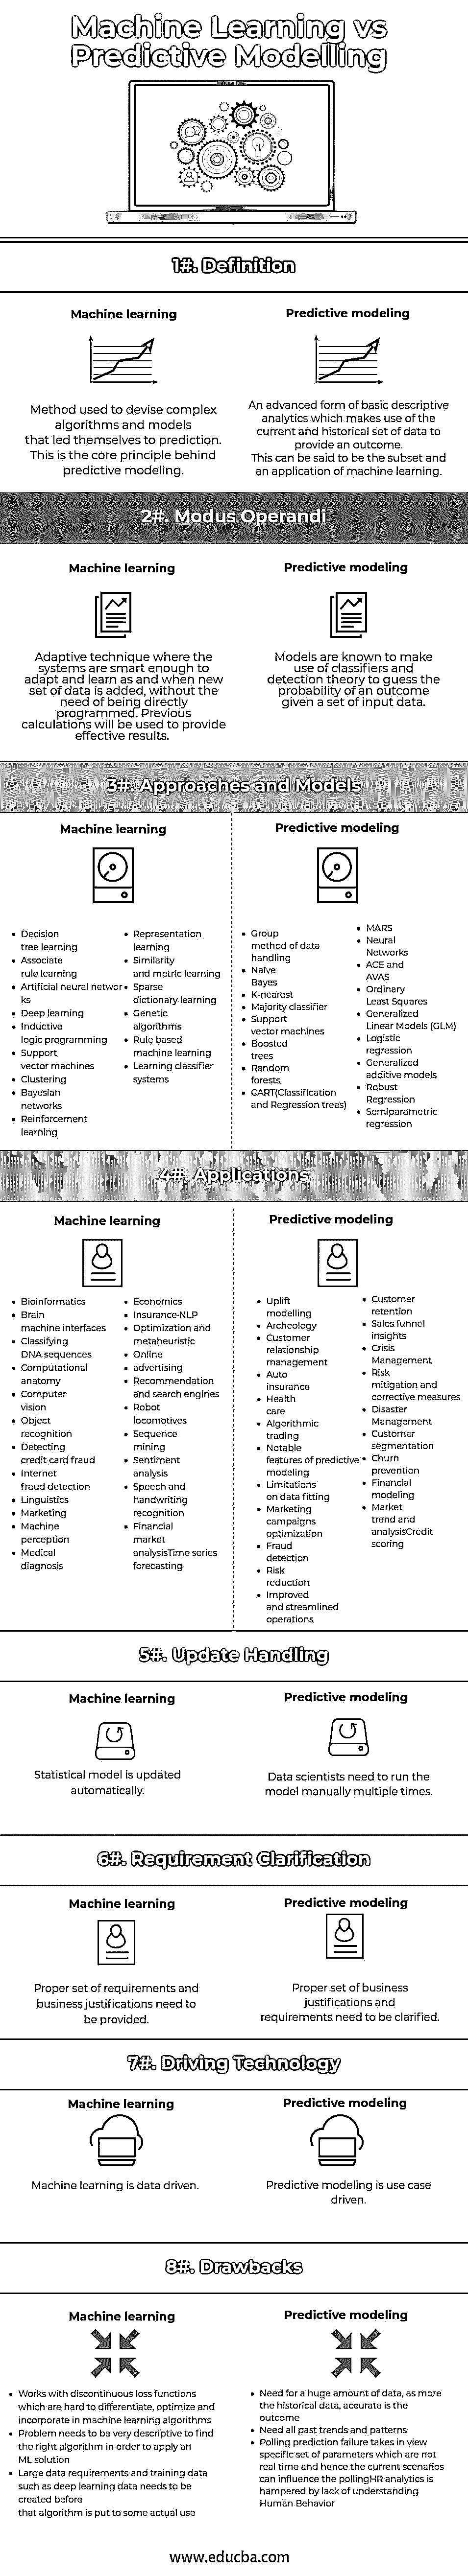 Machine Learning vs
Predictive Modelling
1#. Definition
Machine learning
Method used to devise complex
algorithms and models
that led themselves to prediction.
This is the core principle behind
predictive modeling.
Predictive modeling
An advanced form of basic descriptive
analytics which makes use of the
current and historical set of data to
provide an outcome.
This can be said to be the subset and
an application of machine learning.
2#. Modus Operandi
Machine learning
Adaptive technique where the
systems are smart enough to
adapt and learn as and when new
set of data is added, without the
need of being directly
programmed. Previous
calculations will be used to provide
effective results.
Predictive modeling
Models are known to make
use of classifiers and
detection theory to guess the
probability of an outcome
given a set of input data.
3#. Approaches and Models
Machine learning
• Decision
tree learning
• Associate
rule learning
• Artificial neural networ
ks
• Deep learning
• Inductive
logic programming
• Support
vector machines
• Clustering
• Bayesian
networks
• Reinforcement
learning
• Representation
learning
• Similarity
and metric learning
• Sparse
dictionary learning
• Genetic
algorithms
• Rule based
machine learning
• Learning classifier
systems
Predictive modeling
• Group
method of data
handling
• Naïve
Bayes
• K-nearest
• Majority classifier
• Support
vector machines
• Boosted
trees
• Random
forests
• CART(Classification
and Regression trees)
• MARS
• Neural
Networks
• ACE and
AVAS
• Ordinary
Least Squares
• Generalized
Linear Models (GLM)
• Logistic
regression
• Generalized
additive models
• Robust
Regression
• Semiparametric
regression
4#. Applications
Machine learning
• Bioinformatics
• Brain
machine interfaces
• Classifying
DNA sequences
• Computational
anatomy
• Computer
vision
• Object
recognition
• Detecting
credit card fraud
• Internet
fraud detection
• Linguistics
• Marketing
• Machine
perception
• Medical
diagnosis
• Economics
• Insurance-NLP
• Optimization and
metaheuristic
• Online
• advertising
• Recommendation
and search engines
• Robot
locomotives
• Sequence
mining
• Sentiment
analysis
• Speech and
handwriting
recognition
• Financial
market
analysisTime series
forecasting
Predictive modeling
• Uplift
modelling
• Archeology
• Customer
relationship
management
• Auto
insurance
• Health
care
• Algorithmic
trading
• Notable
features of predictive
modeling
• Limitations
on data fitting
• Marketing
campaigns
optimization
• Fraud
detection
• Risk
reduction
• Improved
and streamlined
operations
• Customer
retention
• Sales funnel
insights
• Crisis
Management
• Risk
mitigation and
corrective measures
• Disaster
Management
• Customer
segmentation
• Churn
prevention
• Financial
modeling
• Market
trend and
analysisCredit
scoring
5#. Update Handling
Machine learning
Statistical model is updated
automatically.
Predictive modeling
Data scientists need to run the
model manually multiple times.
6#. Requirement Clarification
Machine learning
Proper set of requirements and
business justifications need to
be provided.
Predictive modeling
Proper set of business
justifications and
requirements need to be clarified.
7#. Driving Technology
Machine learning
Machine learning is data driven.
Predictive modeling
Predictive modeling is use case
driven.
8#. Drawbacks
Machine learning
• Works with discontinuous loss functions
which are hard to differentiate, optimize and
incorporate in machine learning algorithms
• Problem needs to be very descriptive to find
the right algorithm in order to apply an
ML solution
• Large data requirements and training data
such as deep learning data needs to be
created before
that algorithm is put to some actual use
Predictive modeling
• Need for a huge amount of data, as more
the historical data, accurate is the
outcome
• Need all past trends and patterns
• Polling prediction failure takes in view
specific set of parameters which are not
real time and hence the current scenarios
can influence the pollingHR analytics is
hampered by lack of understanding
Human Behavior
www.educba.com